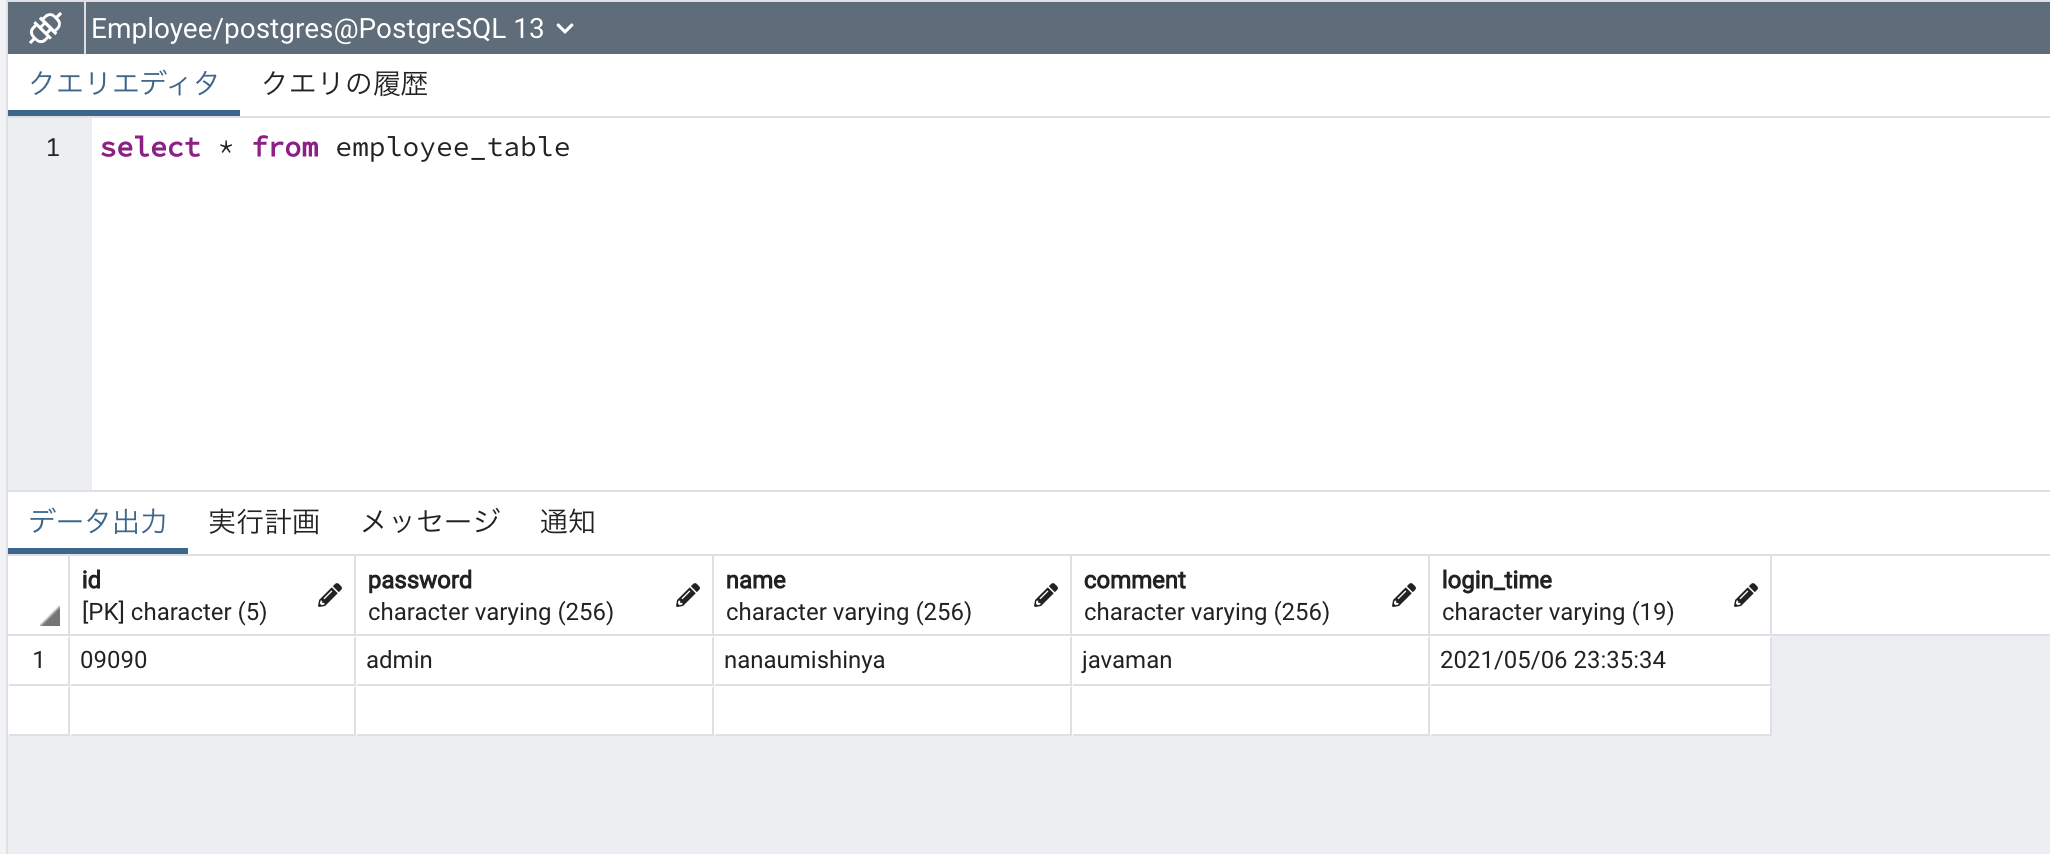 Employee/postgres@PostgreSQL 13
クエリエディタ クエリの履歴
1 select * from employee_table
データ出力 実行計画 メッセージ 通知
id password name comment login_time
[PK] character (5) character varying (256) character varying (256) character varying (256) character varying (19)
1 09090 admin nanaumishinya javaman 2021/05/06 23:35:34